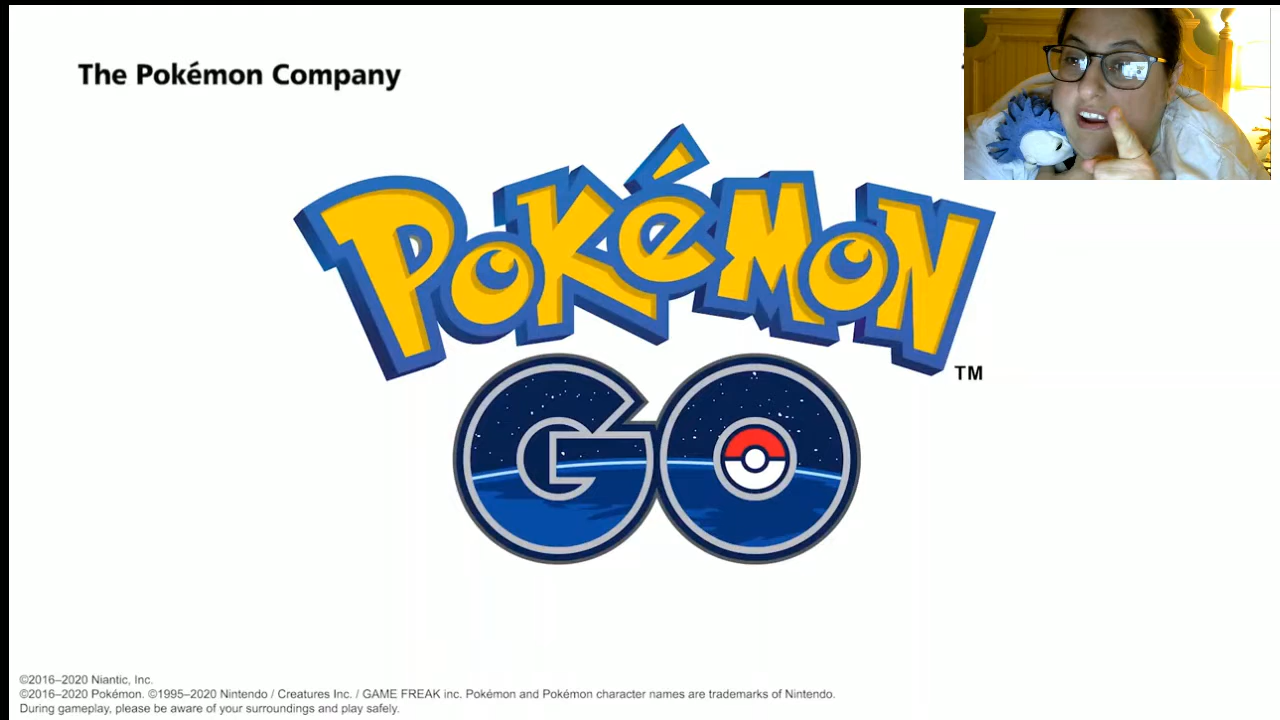 The Pokémon Company
POKéMON
TM
GO
©2016–2020 Niantic, Inc.
©2016–2020 Pokémon. ©1995–2020 Nintendo / Creatures Inc. / GAME FREAK inc. Pokémon and Pokémon character names are trademarks of Nintendo.
During gameplay, please be aware of your surroundings and play safely.